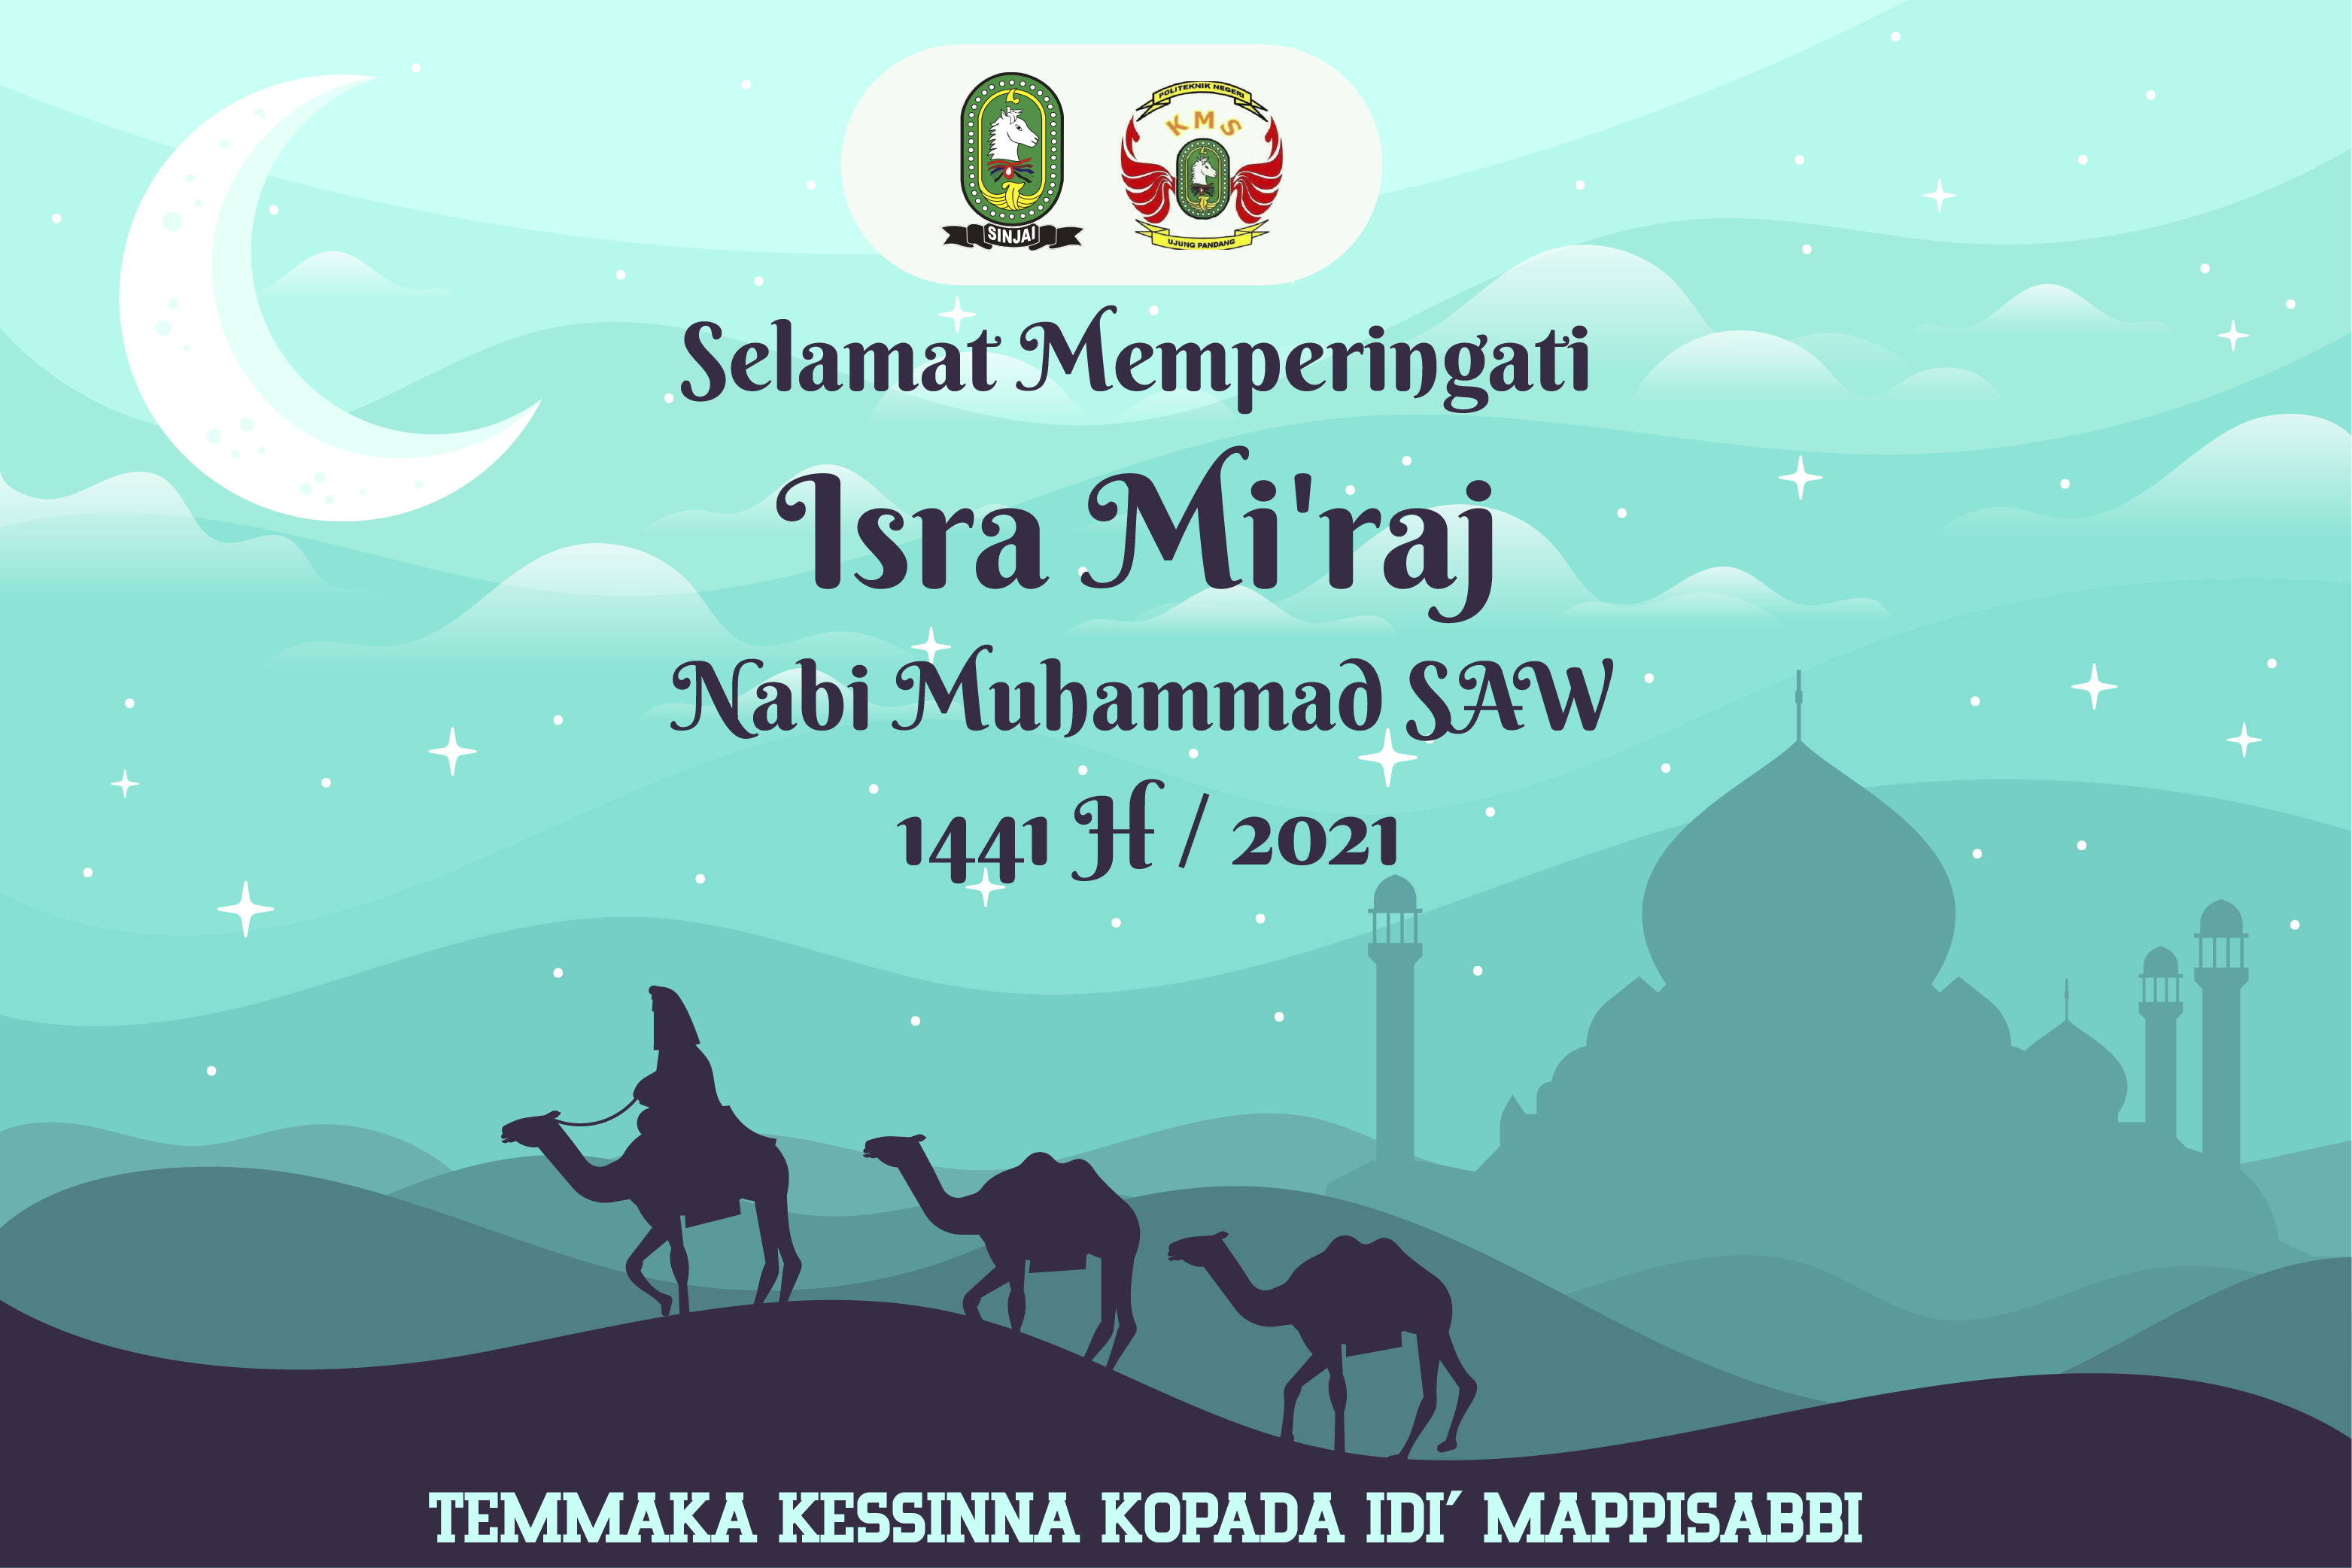 POLITEKNIK NEGERI
KMS
SINJAI
UJUNG PANDANG
Selamat Memperingati
Isra Mi'raj
Nabi Muhammad SAW
1441 H / 2021
TEMMAKA KESSINNA KOPADA IDI' MAPPISABBI